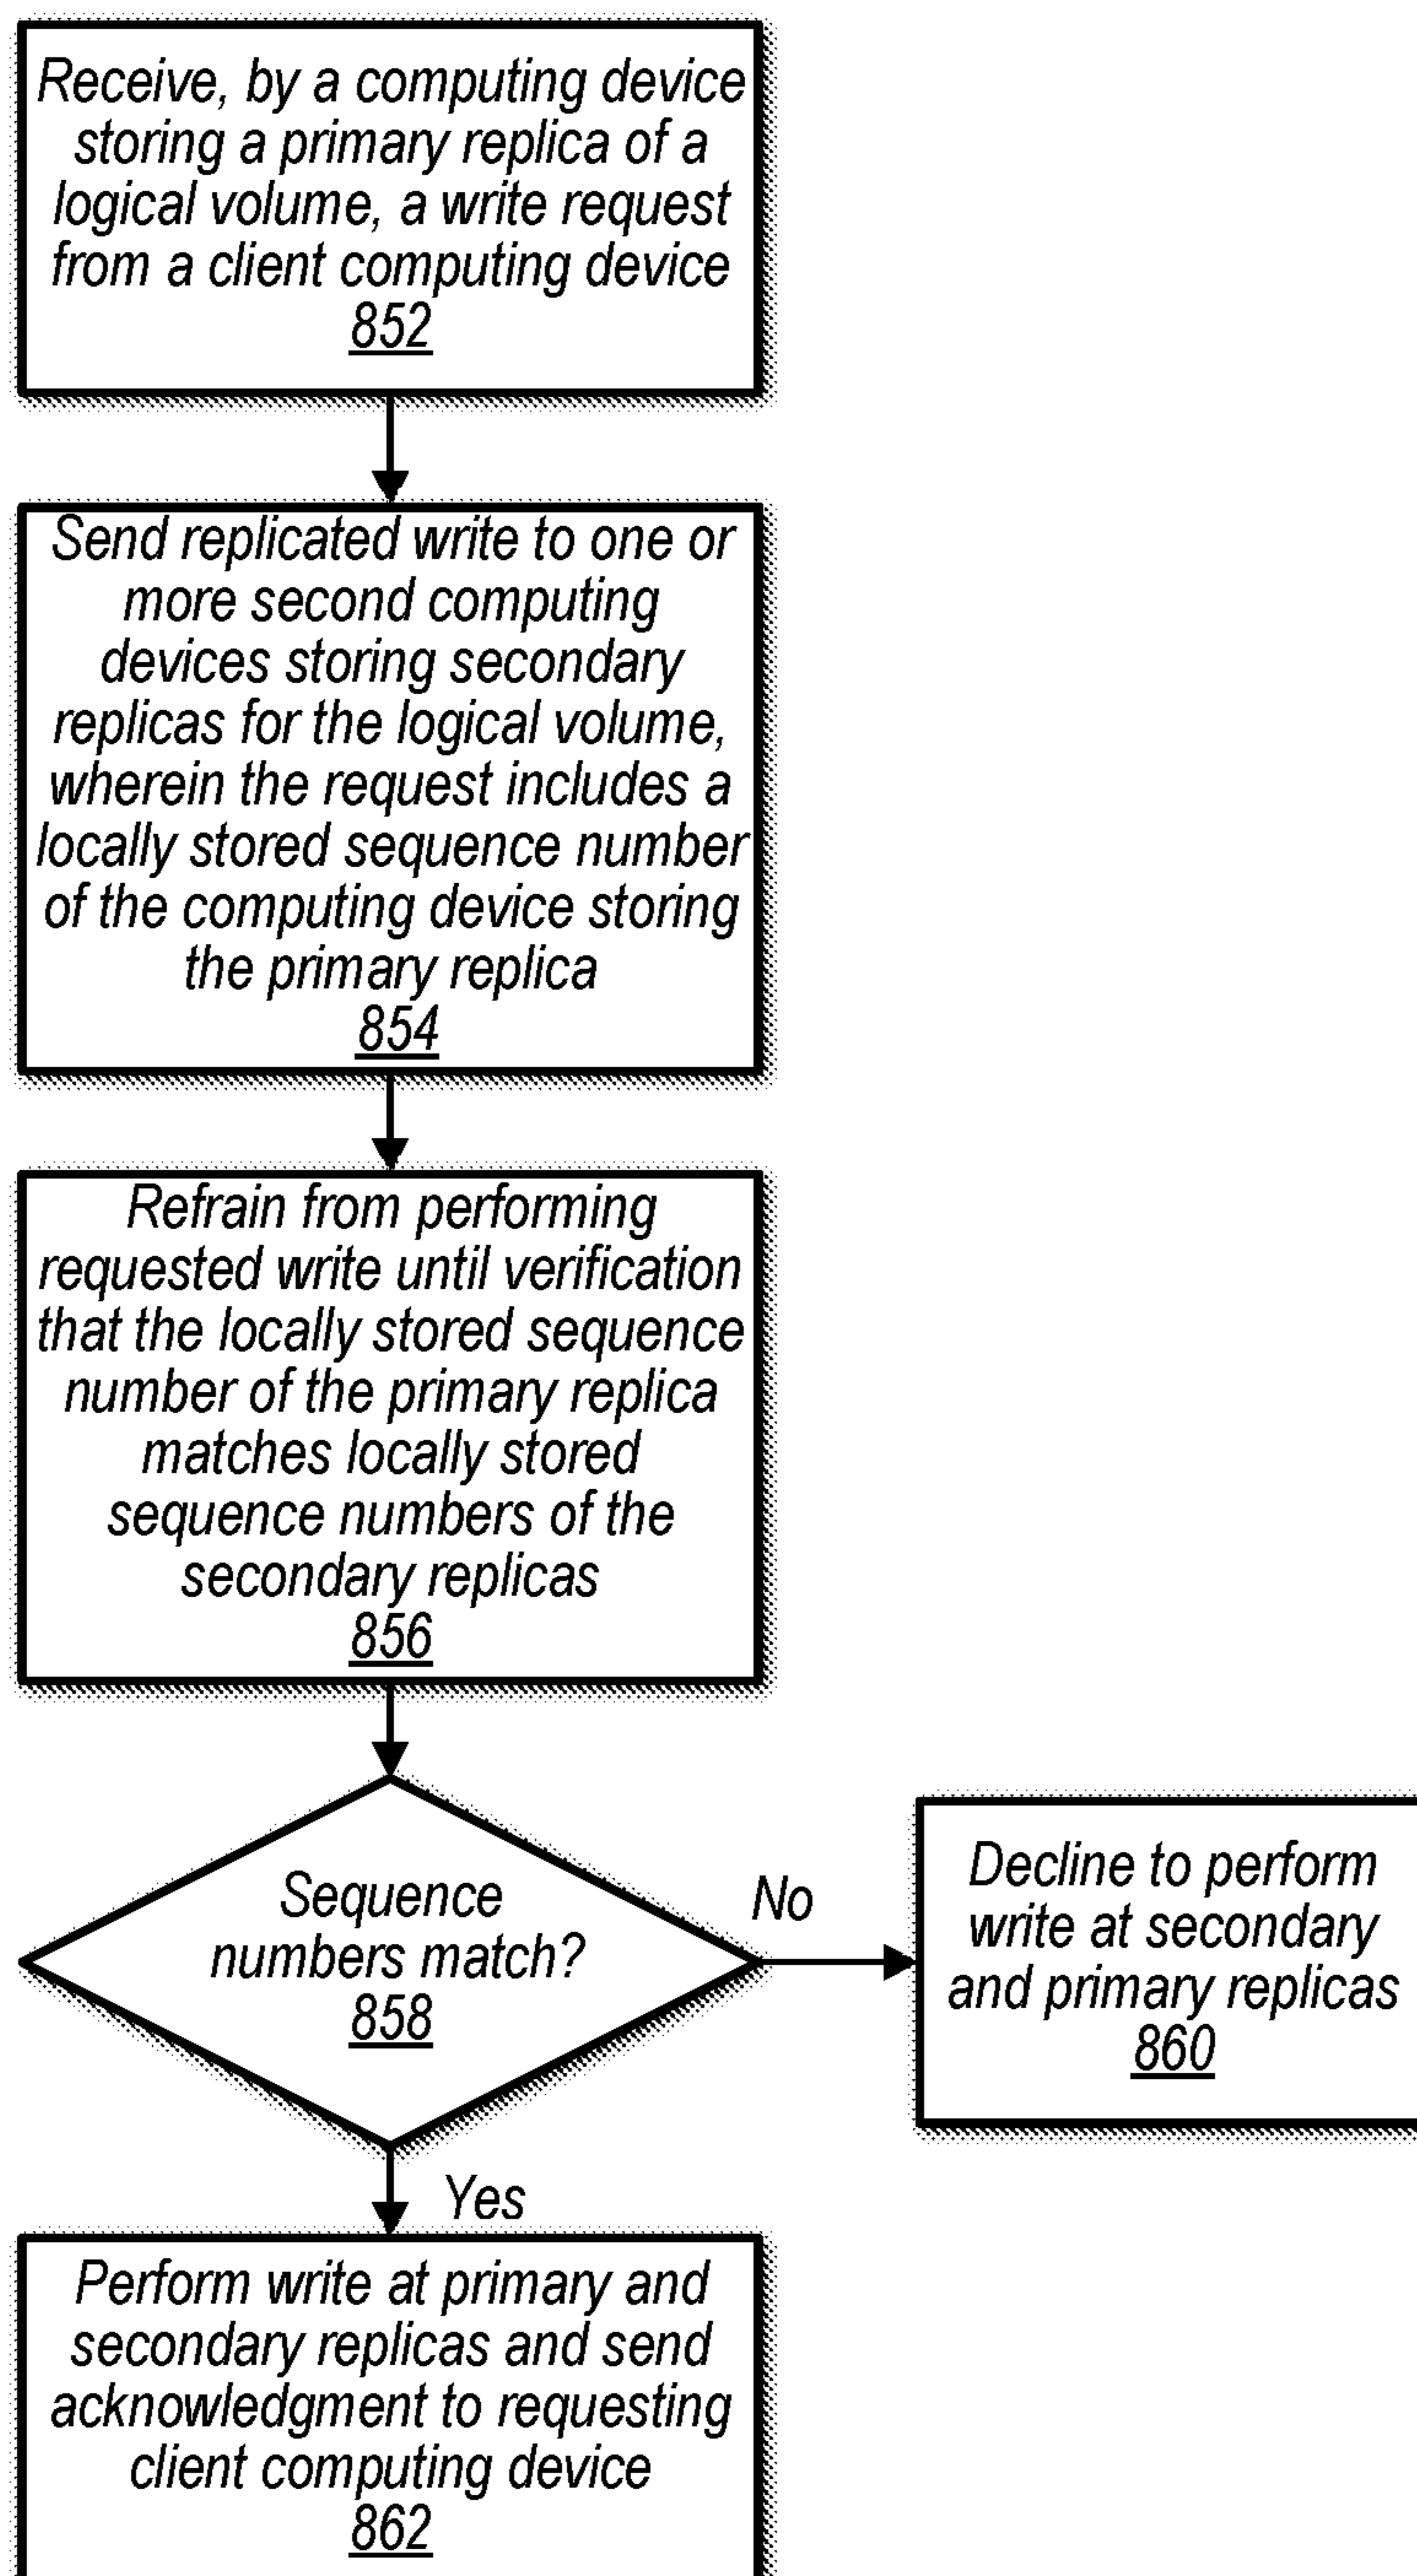 Receive, by a computing device
storing a primary replica of a
logical volume, a write request
from a client computing device
852
Send replicated write to one or
more second computing
devices storing secondary
replicas for the logical volume,
wherein the request includes a
locally stored sequence number
of the computing device storing
the primary replica
854
Refrain from performing
requested write until verification
that the locally stored sequence
number of the primary replica
matches locally stored
sequence numbers of the
secondary replicas
856
Sequence
numbers match?
858
No
Decline to perform
write at secondary
and primary replicas
860
Yes
Perform write at primary and
secondary replicas and send
acknowledgment to requesting
client computing device
862